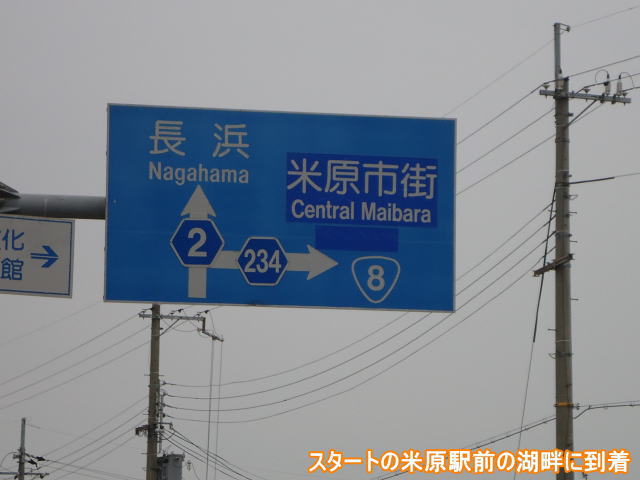 長浜
Nagahama
米原市街
Central Maibara
2
234
8
化
館
スタートの米原駅前の湖畔に到着